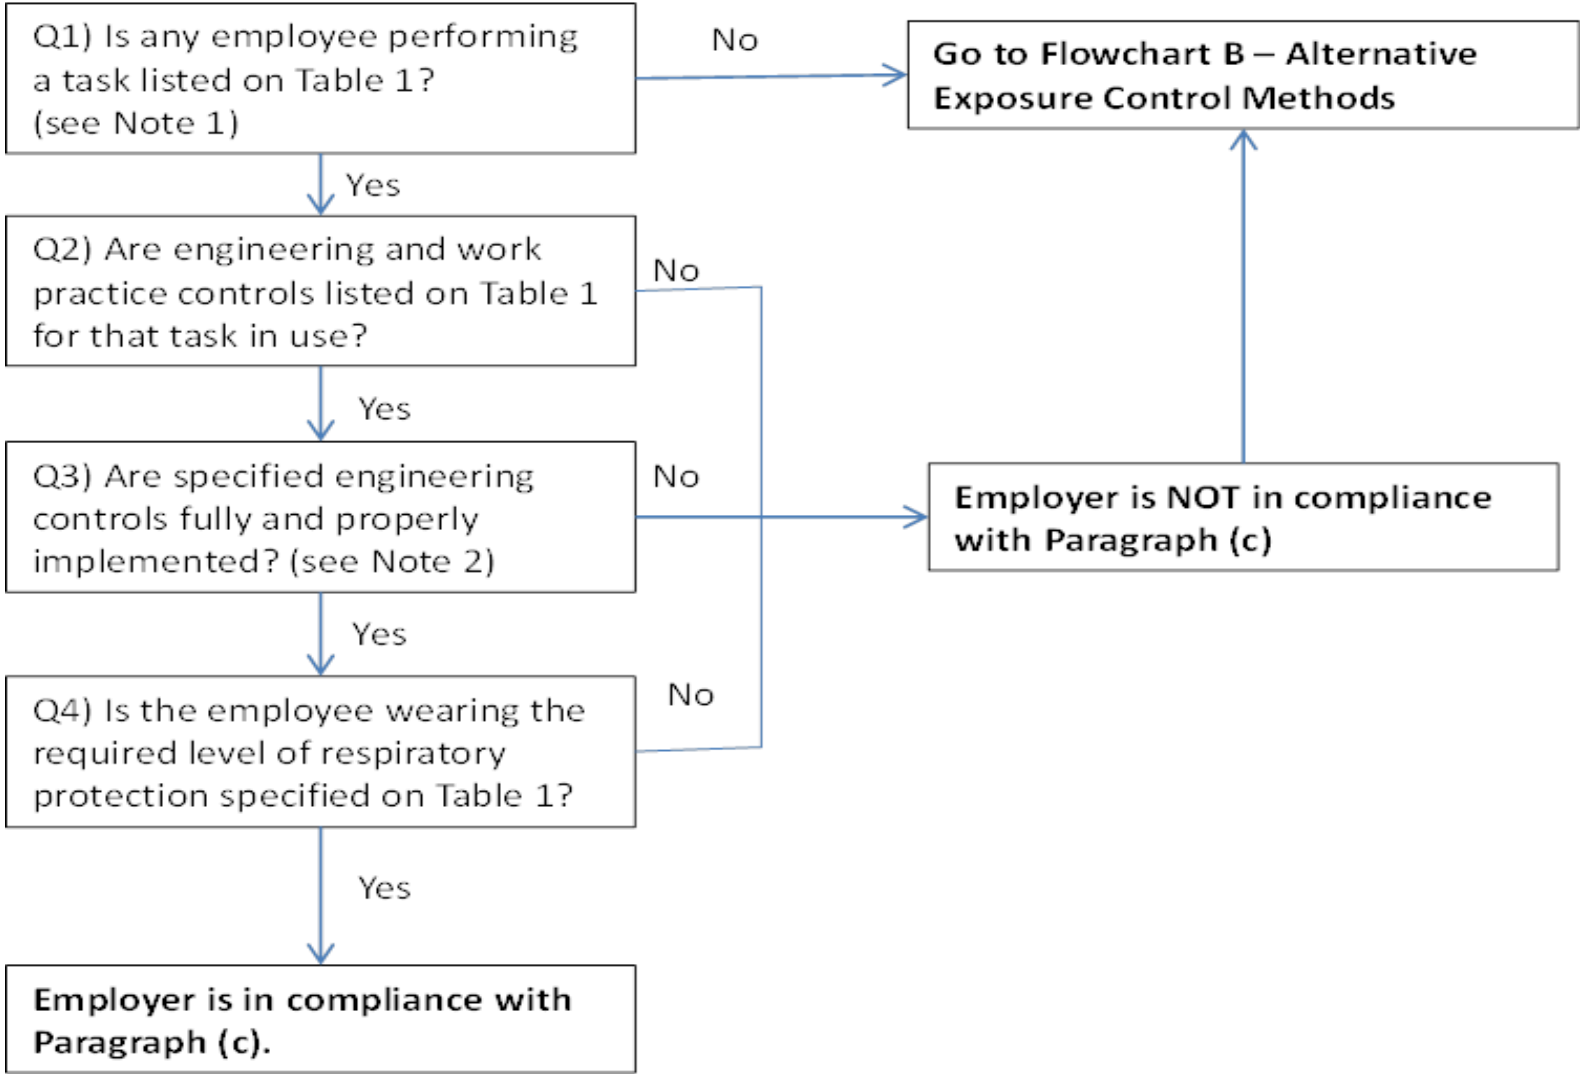 Q1) Is any employee performing
a task listed on Table 1?
(see Note 1)
No
Go to Flowchart B – Alternative
Exposure Control Methods
Yes
Q2) Are engineering and work
practice controls listed on Table 1
for that task in use?
No
Yes
Q3) Are specified engineering
controls fully and properly
implemented? (see Note 2)
No
Employer is NOT in compliance
with Paragraph (c)
Yes
Q4) Is the employee wearing the
required level of respiratory
protection specified on Table 1?
No
Yes
Employer is in compliance with
Paragraph (c).